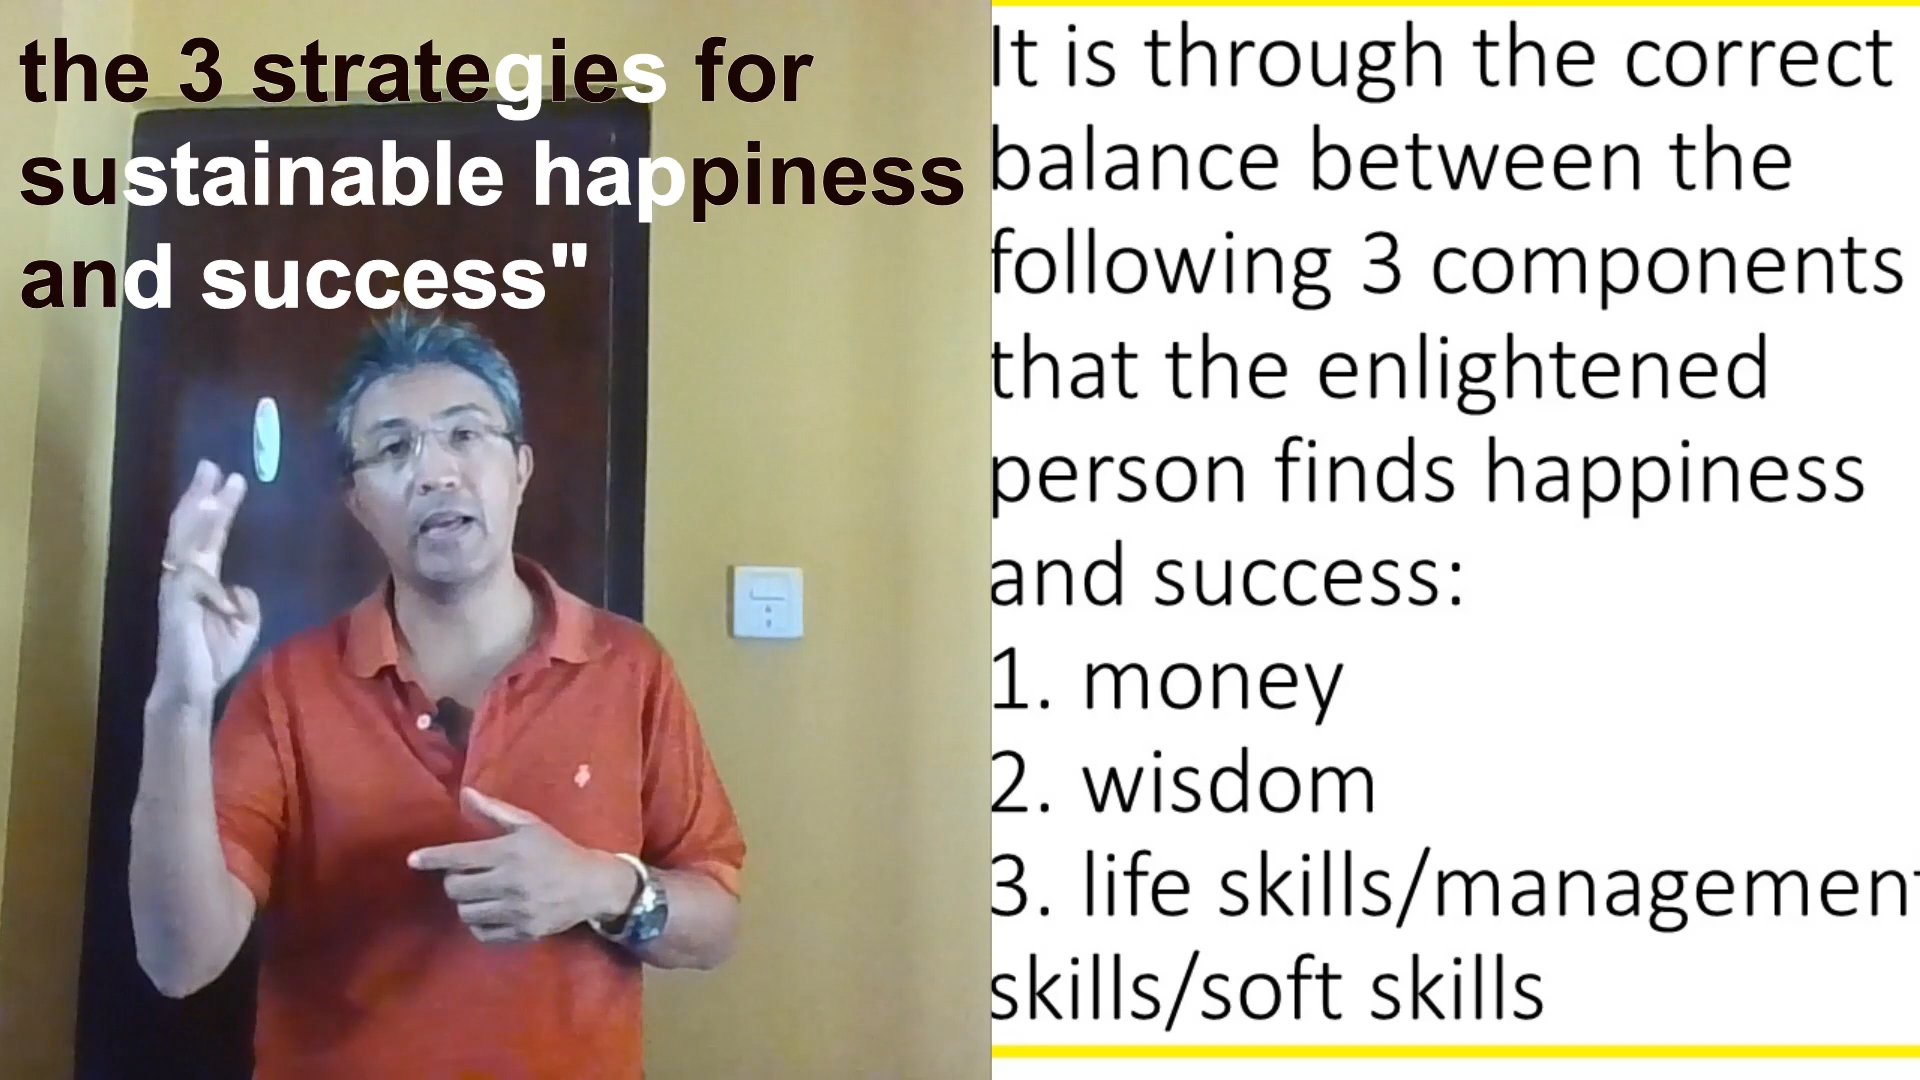 the 3 strategies for
sustainable happiness
and success"
It is through the correct
balance between the
following 3 components
that the enlightened
person finds happiness
and success:
1. money
2. wisdom
3. life skills/management
skills/soft skills